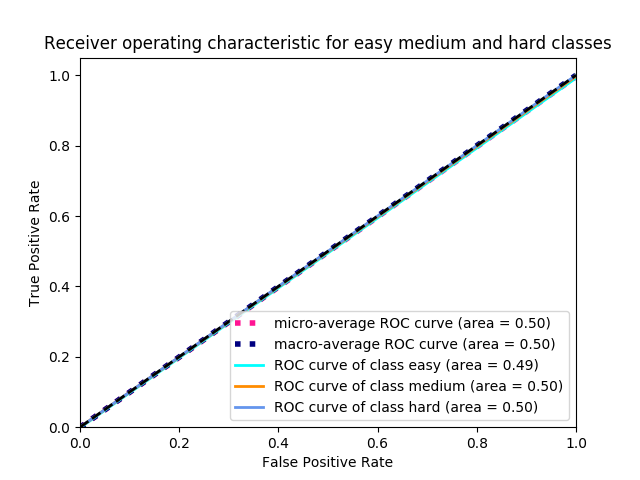 Receiver operating characteristic for easy medium and hard classes
1.0
0.8
0.6
0.4
0.2
0.0
True Positive Rate
micro-average ROC curve (area = 0.50)
macro-average ROC curve (area = 0.50)
ROC curve of class easy (area = 0.49)
ROC curve of class medium (area = 0.50)
ROC curve of class hard (area = 0.50)
0.0 0.2 0.4 0.6 0.8 1.0
False Positive Rate